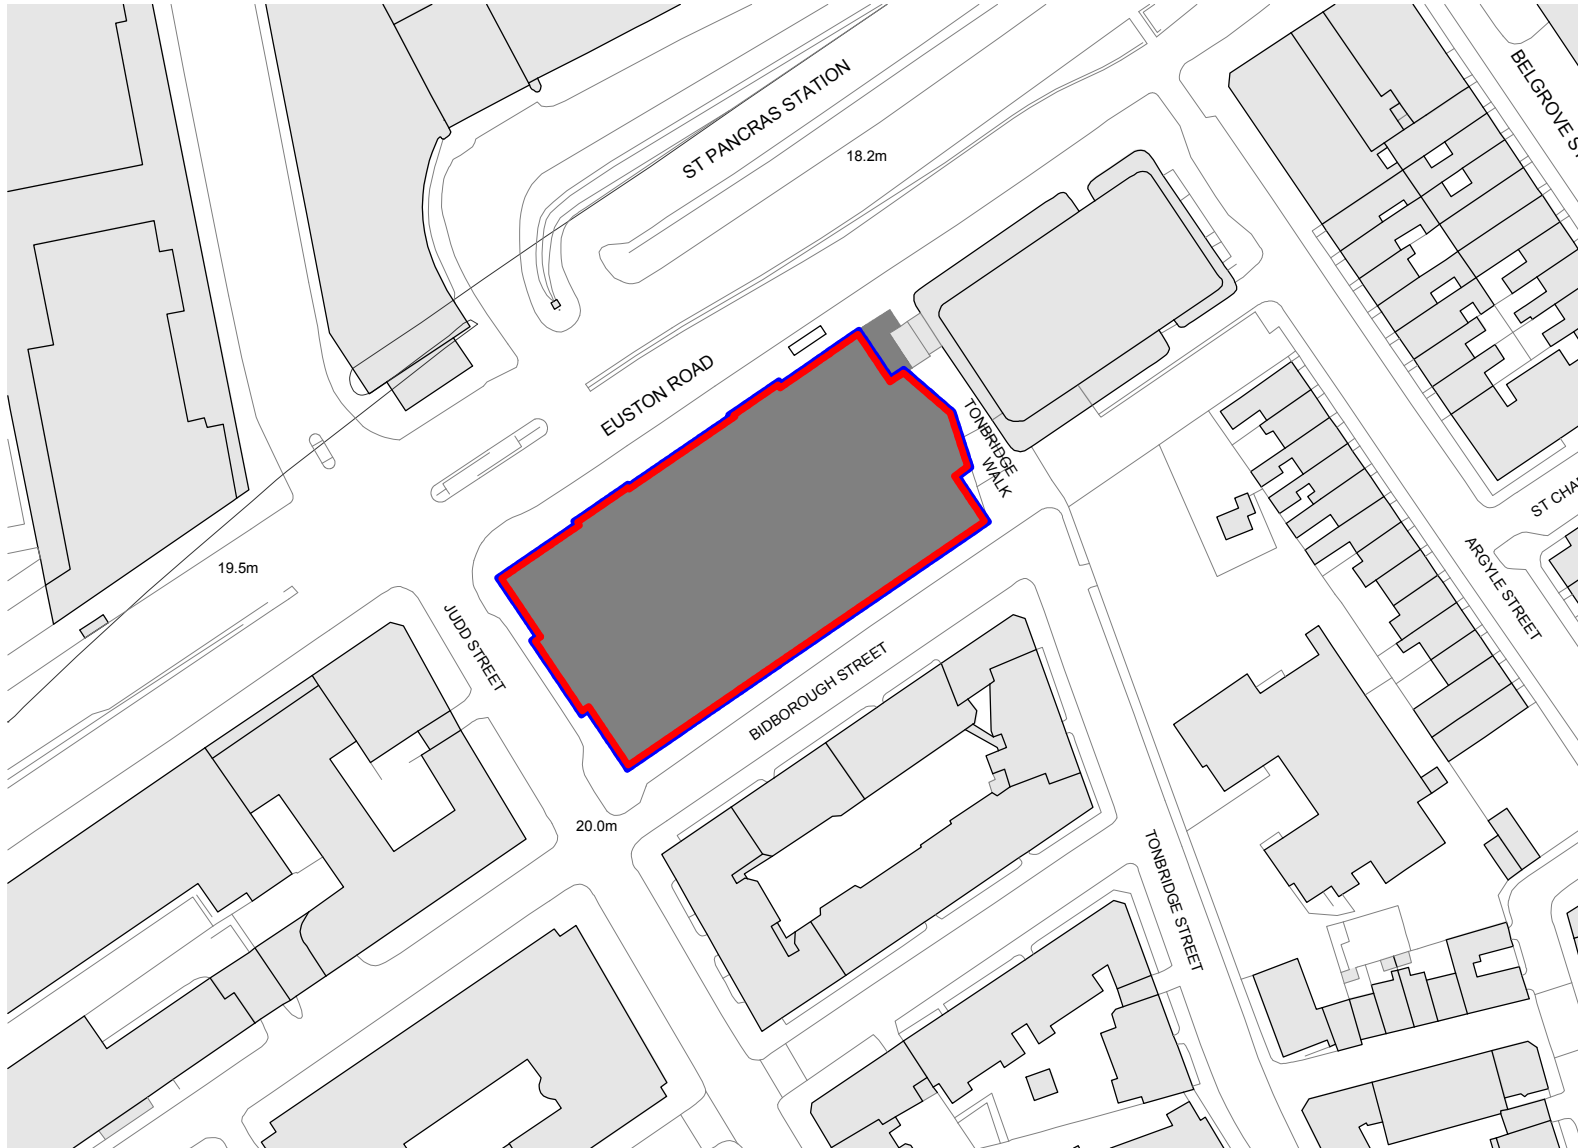 BELGROVE ST
ST PANCRAS STATION
18.2m
EUSTON ROAD
TONBRIDGE
WALK
ST CHA
19.5m
ARGYLE STREET
JUDD STREET
BIDBOROUGH STREET
20.0m
TONBRIDGE STREET